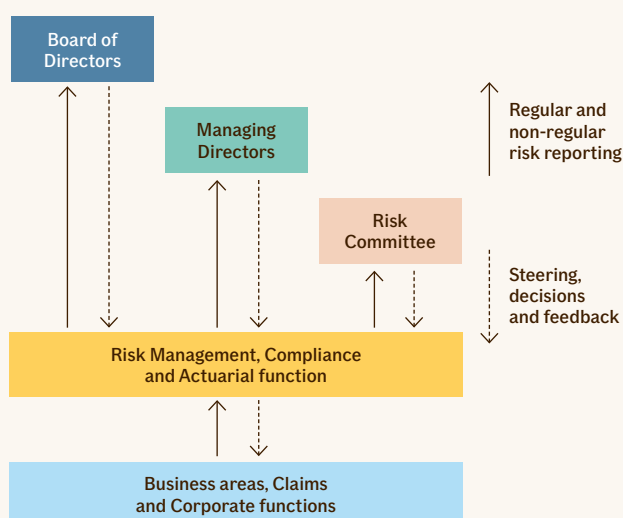 Board of
Directors
Managing
Directors
Regular and
non-regular
risk reporting
Risk
Committee
Steering,
decisions
and feedback
Risk Management, Compliance
and Actuarial function
Business areas, Claims
and Corporate functions